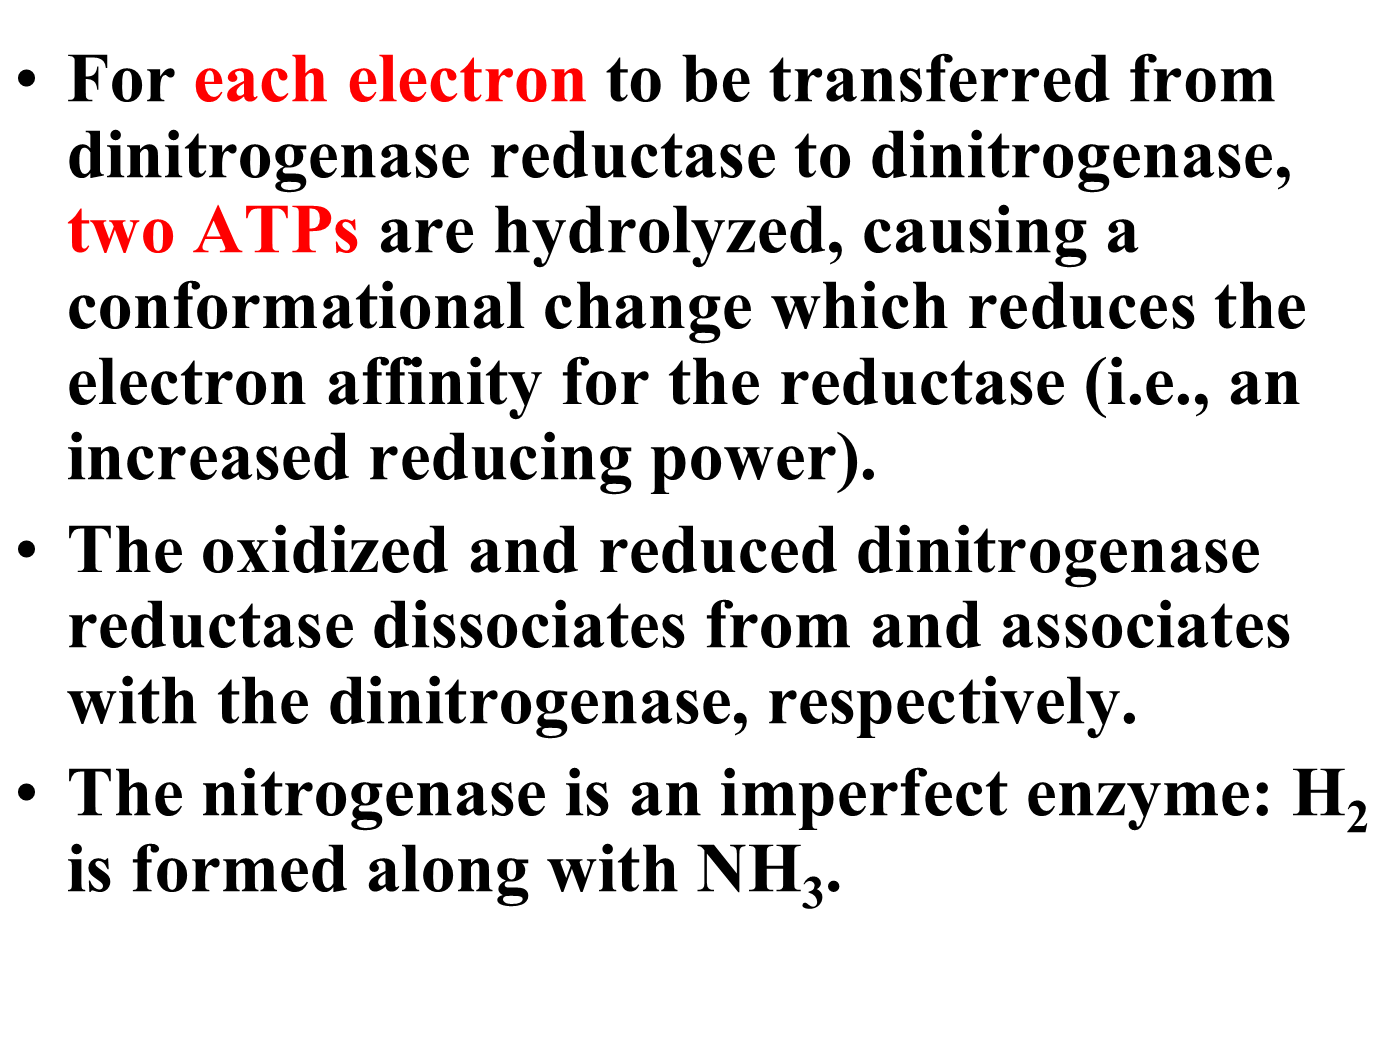 • For each electron to be transferred from
dinitrogenase reductase to dinitrogenase,
two ATPs are hydrolyzed, causing a
conformational change which reduces the
electron affinity for the reductase (i.e., an
increased reducing power).
• The oxidized and reduced dinitrogenase
reductase dissociates from and associates
with the dinitrogenase, respectively.
• The nitrogenase is an imperfect enzyme: H₂
is formed along with NH₃.